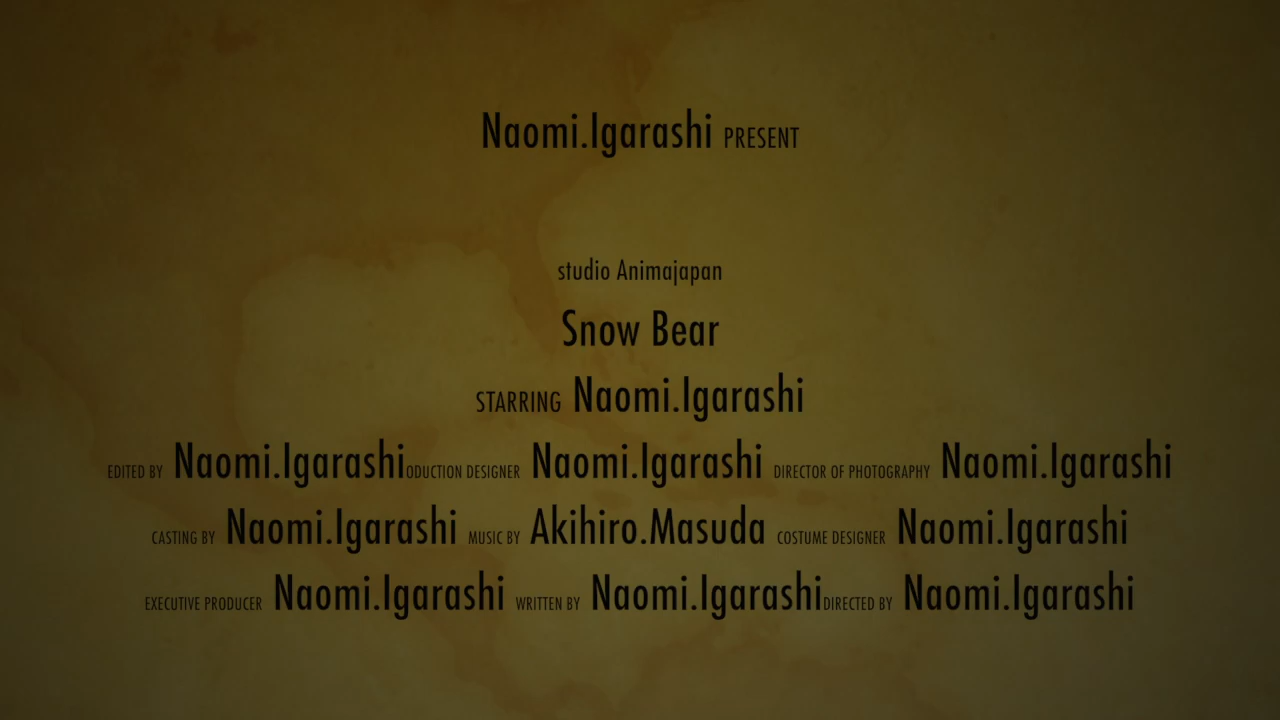 Naomi.Igarashi PRESENT
studio Animajapan
Snow Bear
STARRING Naomi.Igarashi
EDITED BY Naomi.IgarashiODUCTION DESIGNER Naomi.Igarashi DIRECTOR OF PHOTOGRAPHY Naomi.Igarashi
CASTING BY Naomi.Igarashi MUSIC BY Akihiro.Masuda COSTUME DESIGNER Naomi.Igarashi
EXECUTIVE PRODUCER Naomi.Igarashi WRITTEN BY Naomi.IgarashiDIRECTED BY Naomi.Igarashi